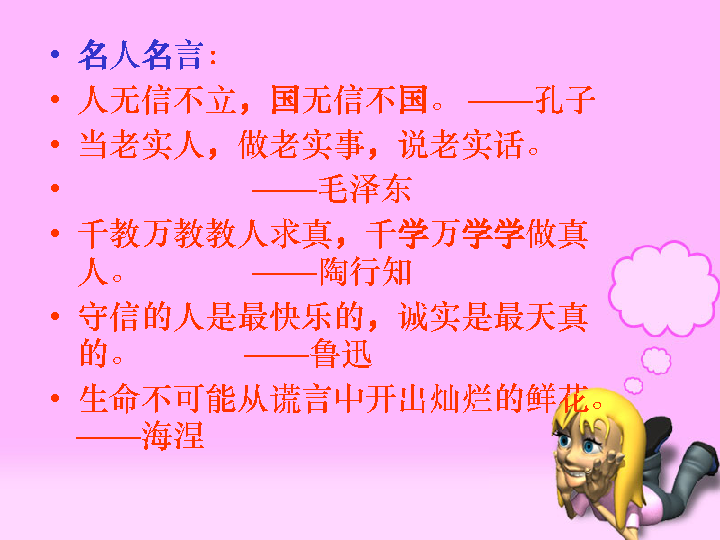 • 名人名言：
• 人无信不立，国无信不国。 ——孔子
• 当老实人，做老实事，说老实话。
• ——毛泽东
• 千教万教教人求真，千学万学学做真
人。 ——陶行知
• 守信的人是最快乐的，诚实是最天真
的。 ——鲁迅
• 生命不可能从谎言中开出灿烂的鲜花。
——海涅